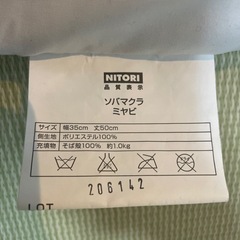 NITORI
品質表示
ソバマクラ
ミヤビ
サイズ 幅35cm 丈50cm
側生地 ポリエステル100%
充填物 そば殻100% 約1.0kg
206142
LOT